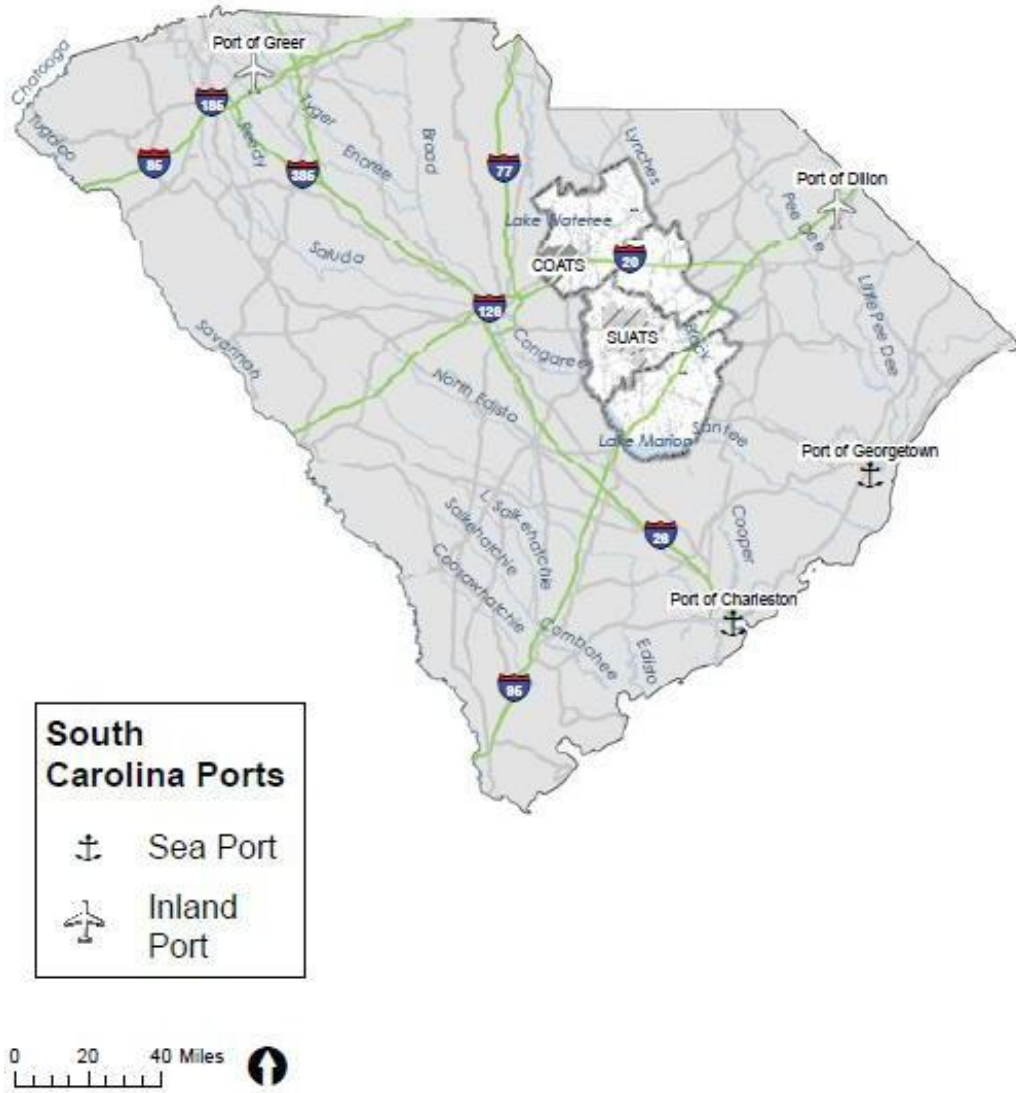 Port of Greer
Chatooga
Tugaloo
185
85
Reedy
Tyger
385
Enoree
Broad
77
Lynches
Port of Dillon
Pee Dee
Little Pee Dee
Lake Wateree
COATS
20
Saluda
126
SUATS
Black
Congaree
Savannah
North Edisto
Lake Marion
Santee
Port of Georgetown
L. Salkehatchie
Salkehatchie
Coosawhatchie
26
Cooper
Port of Charleston
Combahee
Edisto
95
South
Carolina Ports
Sea Port
Inland
Port
0 20 40 Miles